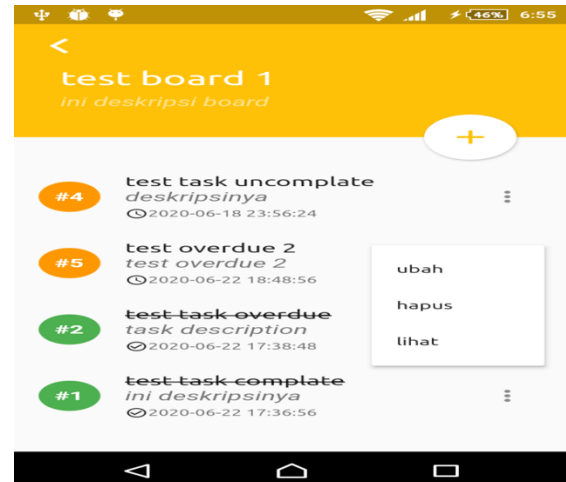 46% 6:55
test board 1
ini deskripsi board
+
#4
test task uncomplate
deskripsinya
2020-06-18 23:56:24
#5
test overdue 2
test overdue 2
2020-06-22 18:48:56
#2
test task overdue
task description
2020-06-22 17:38:48
#1
test task complate
ini deskripsinya
2020-06-22 17:36:56
ubah
hapus
lihat